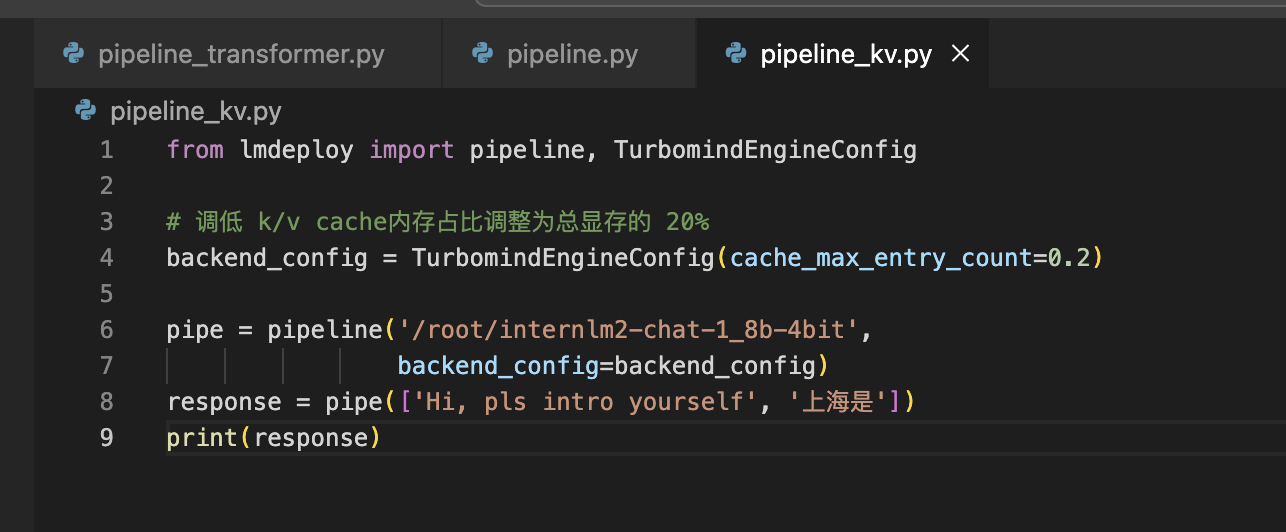 pipeline_transformer.py pipeline.py pipeline_kv.py
pipeline_kv.py
1 from lmdeploy import pipeline, TurbomindEngineConfig
2
3 # 调低 k/v cache内存占比调整为总显存的 20%
4 backend_config = TurbomindEngineConfig(cache_max_entry_count=0.2)
5
6 pipe = pipeline('/root/internlm2-chat-1_8b-4bit',
7                 backend_config=backend_config)
8 response = pipe(['Hi, pls intro yourself', '上海是'])
9 print(response)